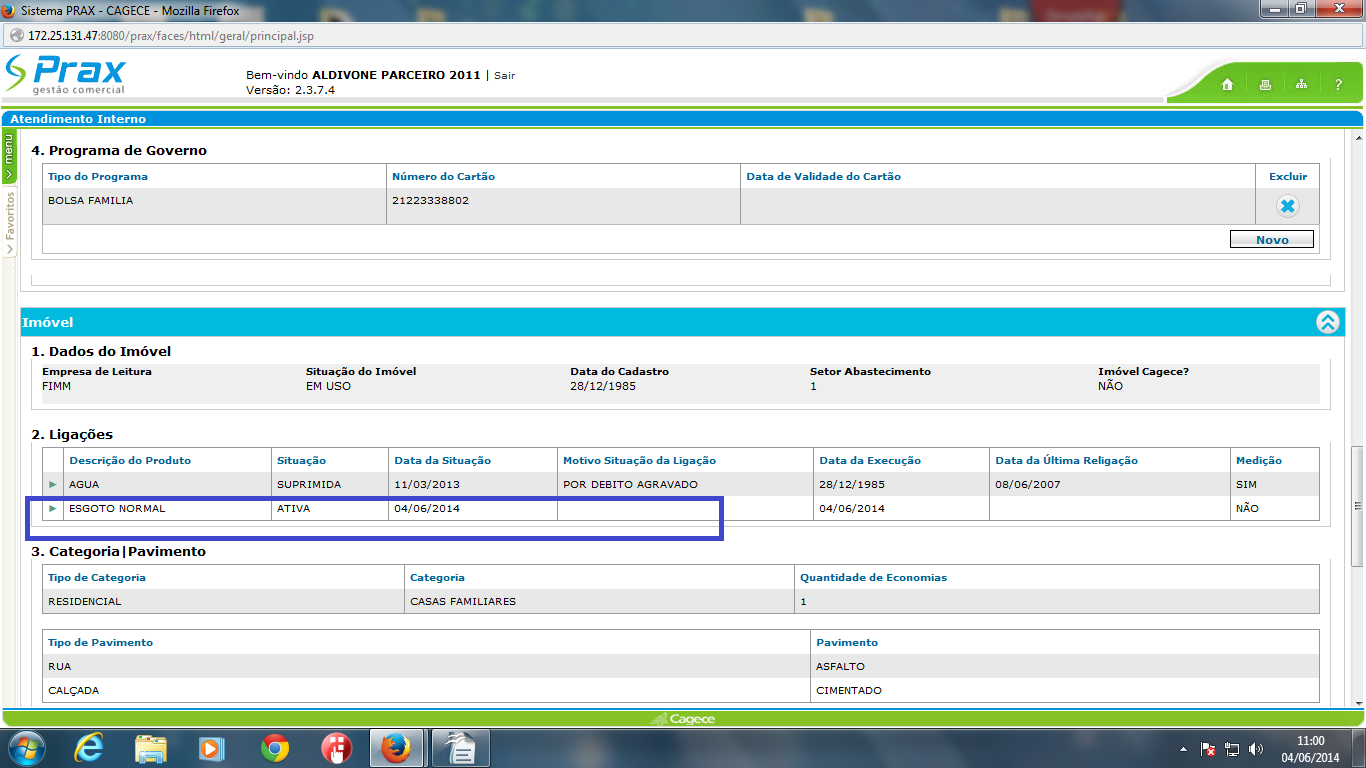 Sistema PRAX - CAGECE - Mozilla Firefox
172.25.131.47:8080/prax/faces/html/geral/principal.jsp
Prax
gestão comercial
Bem-vindo ALDIVONE PARCEIRO 2011 | Sair
Versão: 2.3.7.4
?
Atendimento Interno
menu
Favoritos
4. Programa de Governo
Tipo do Programa Número do Cartão Data de Validade do Cartão Excluir
BOLSA FAMILIA 21223338802
Novo
Imóvel
1. Dados do Imóvel
Empresa de Leitura Situação do Imóvel Data do Cadastro Setor Abastecimento Imóvel Cagece?
FIMM EM USO 28/12/1985 1 NÃO
2. Ligações
Descrição do Produto Situação Data da Situação Motivo Situação da Ligação Data da Execução Data da Última Religação Medição
AGUA SUPRIMIDA 11/03/2013 POR DEBITO AGRAVADO 28/12/1985 08/06/2007 SIM
ESGOTO NORMAL ATIVA 04/06/2014 04/06/2014 NÃO
3. Categoria|Pavimento
Tipo de Categoria Categoria Quantidade de Economias
RESIDENCIAL CASAS FAMILIARES 1
Tipo de Pavimento Pavimento
RUA ASFALTO
CALÇADA CIMENTADO
Cagece
11:00
04/06/2014